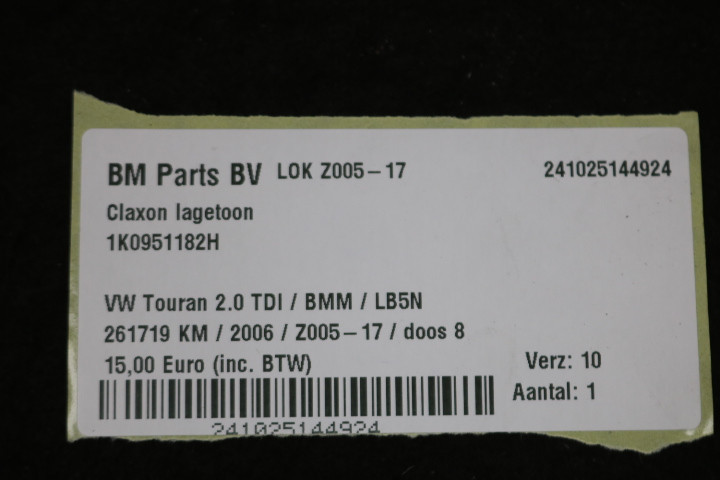 BM Parts BV LOK Z005-17 241025144924
Claxon lagetoon
1K0951182H
VW Touran 2.0 TDI / BMM / LB5N
261719 KM / 2006 / Z005-17 / doos 8
15,00 Euro (inc. BTW) Verz: 10
Aantal: 1
241025144924